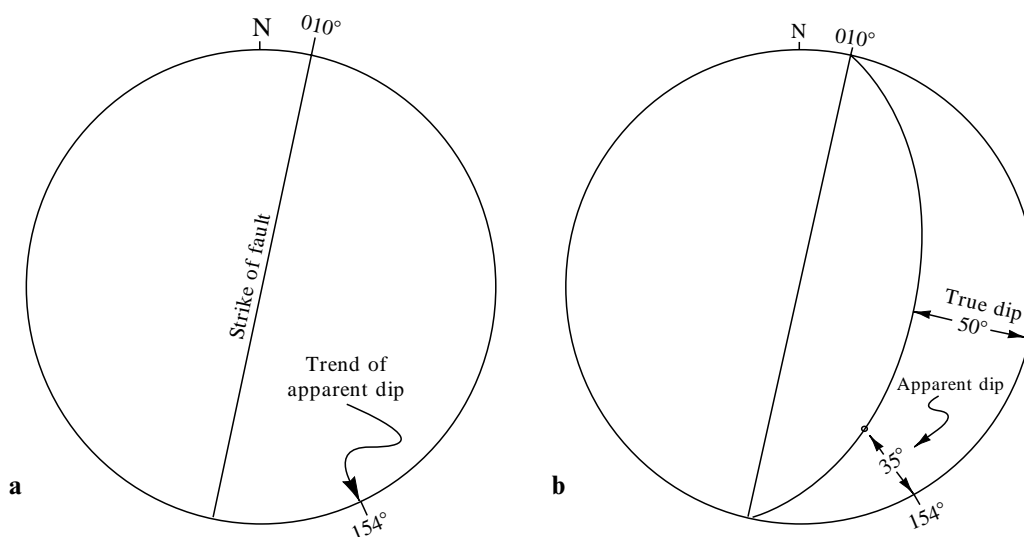 N
010°
Strike of fault
Trend of
apparent dip
154°
a
N
010°
True dip
50°
Apparent dip
35°
154°
b